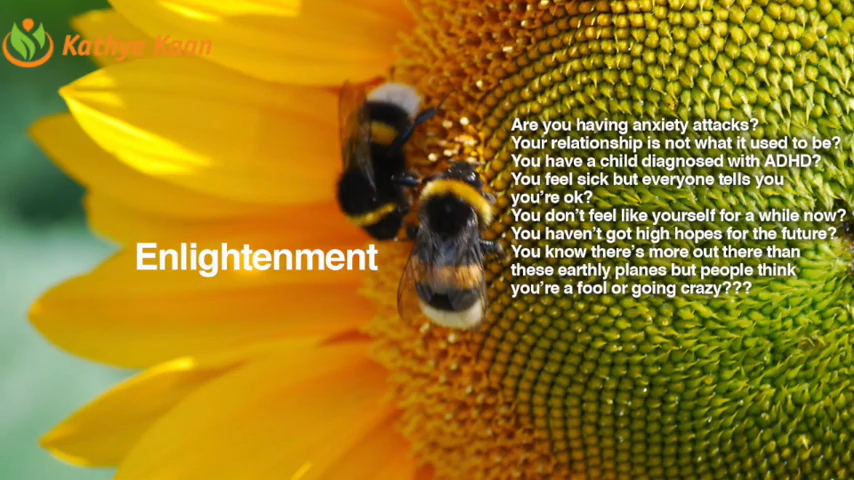 Kathye Kaan
Are you having anxiety attacks?
Your relationship is not what it used to be?
You have a child diagnosed with ADHD?
You feel sick but everyone tells you
you're ok?
You don't feel like yourself for a while now?
You haven't got high hopes for the future?
You know there's more out there than
these earthly planes but people think
you're a fool or going crazy???
Enlightenment